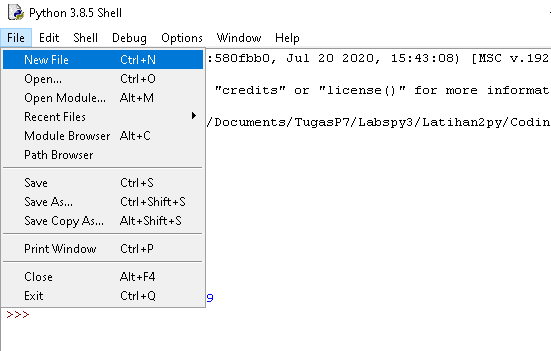 Python 3.8.5 Shell
File Edit Shell Debug Options Window Help
New File Ctrl+N :580fbb0, Jul 20 2020, 15:43:08) [MSC v.192
Open... Ctrl+O
Open Module... Alt+M "credits" or "license()" for more informat
Recent Files
Module Browser Alt+C /Documents/TugasP7/Labspy3/Latihan2py/Codin
Path Browser
Save Ctrl+S
Save As... Ctrl+Shift+S
Save Copy As... Alt+Shift+S
Print Window Ctrl+P
Close Alt+F4
Exit Ctrl+Q 9
>>>